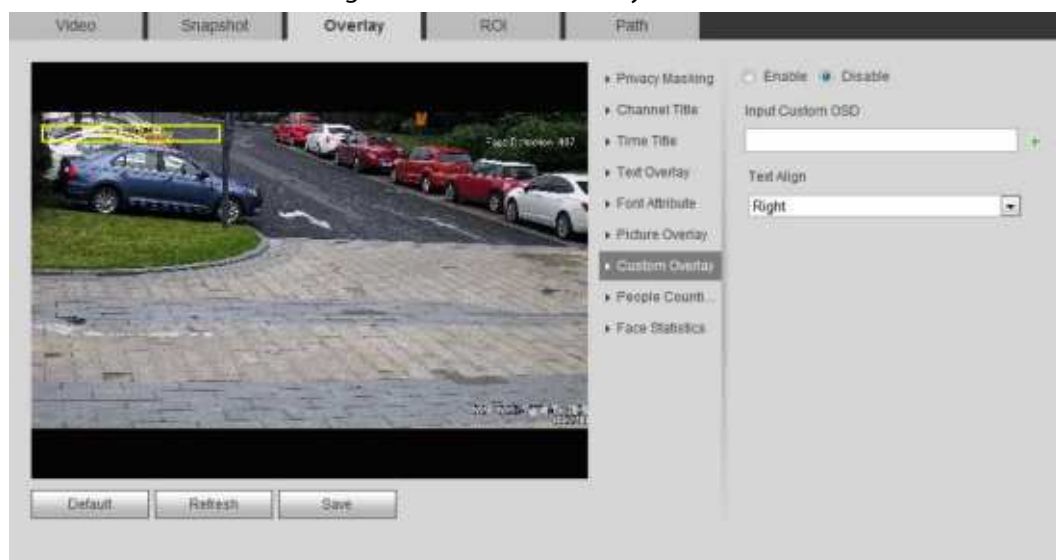 Video Snapshot Overlay ROI Path
Privacy Masking
Channel Title
Time Title
Text Overlay
Font Attribute
Picture Overlay
Custom Overlay
People Counti...
Face Statistics
Enable Disable
Input Custom OSD
Text Align
Right
Default Refresh Save